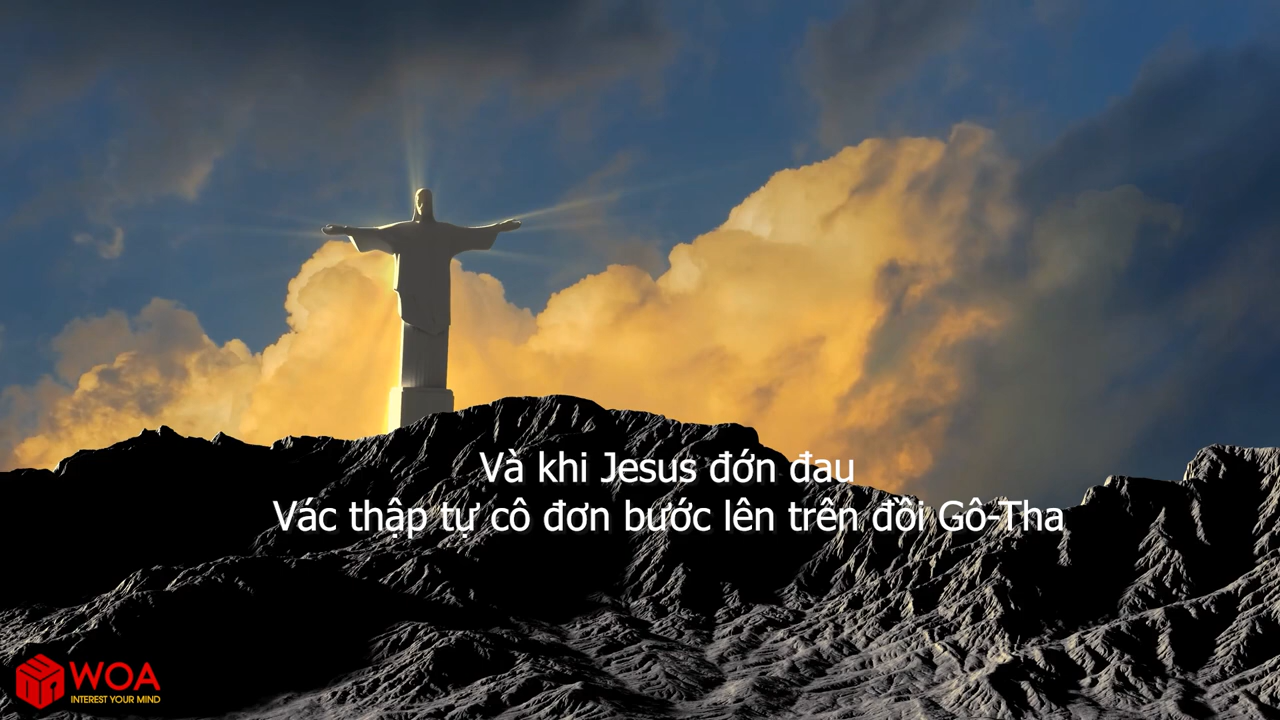 Và khi Jesus đớn đau
Vác thập tự cô đơn bước lên trên đồi Gô-Tha
WOA
INTEREST YOUR MIND